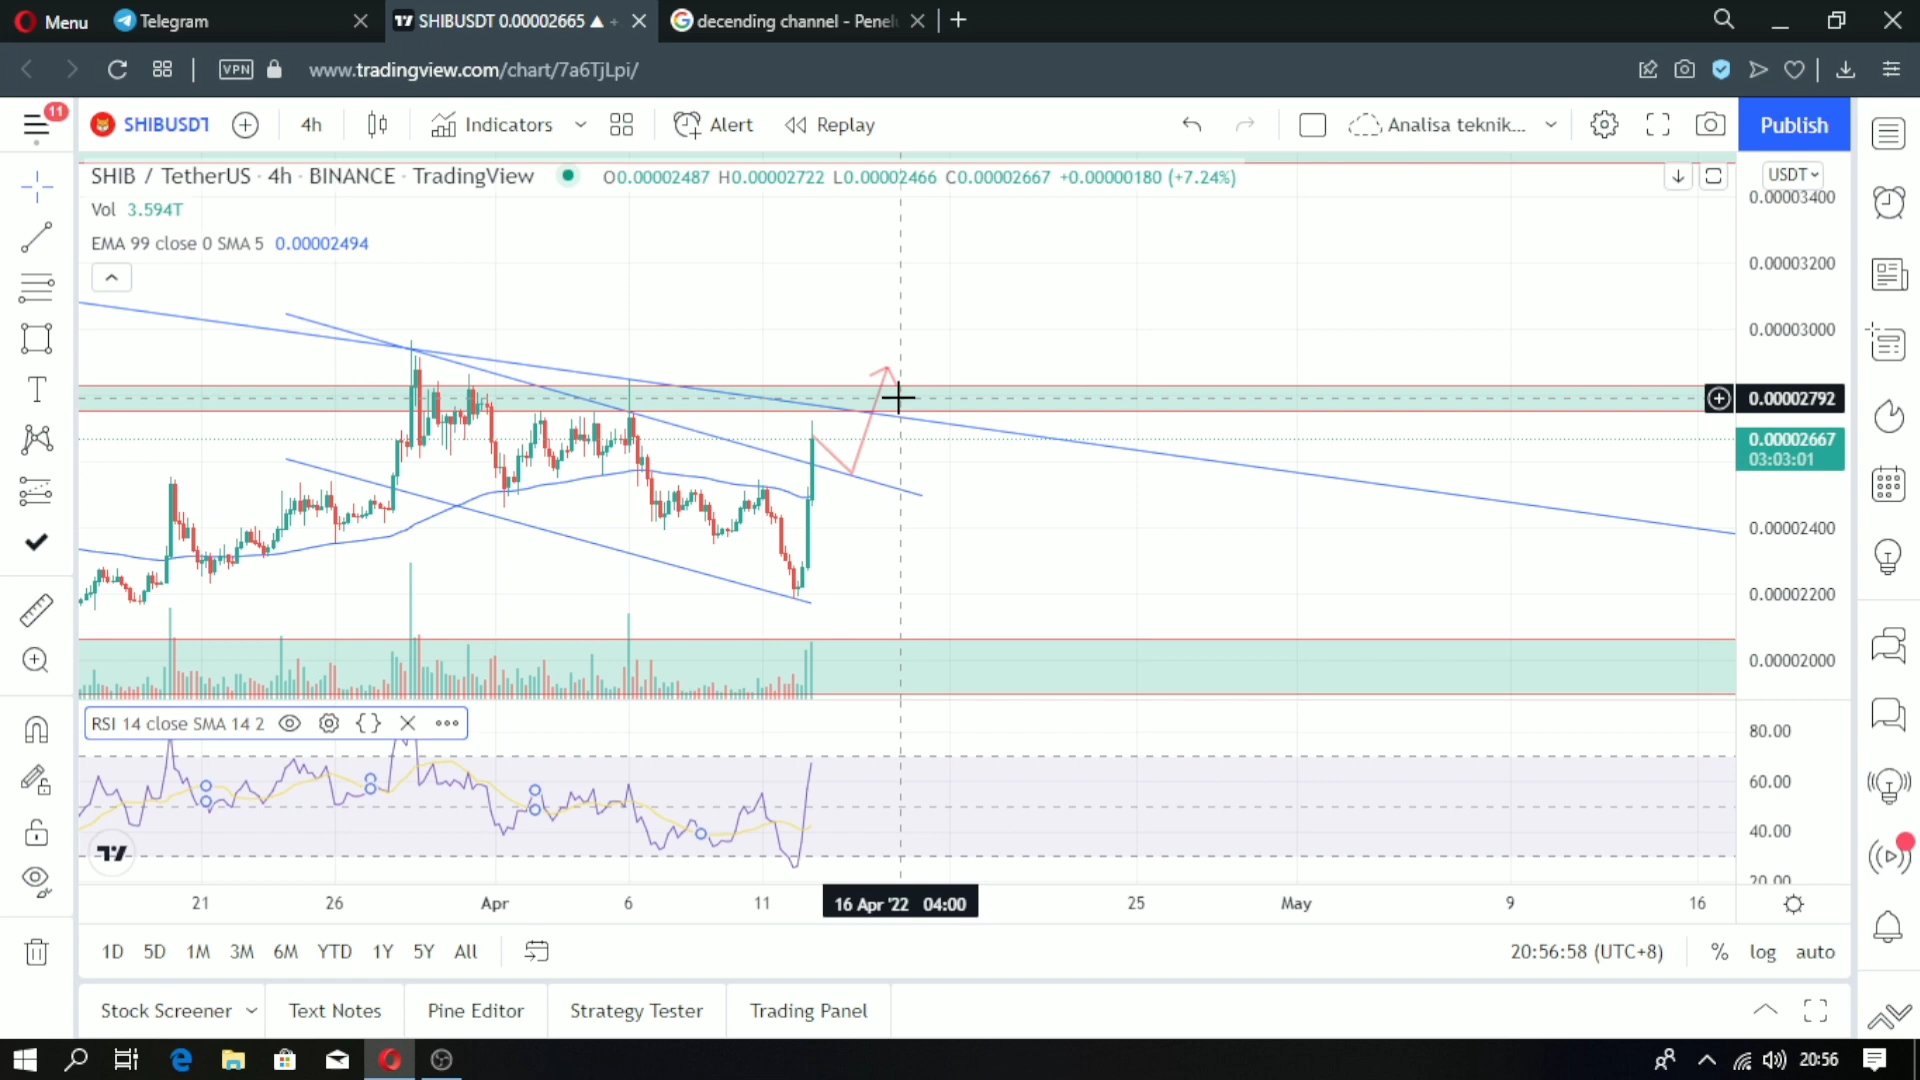 Menu
Telegram
SHIBUSDT 0.00002665 ▲ +
decending channel - Penel
VPN
www.tradingview.com/chart/7a6TjLpi/
11
SHIBUSDT
4h
Indicators
Alert
Replay
Analisa teknik...
Publish
SHIB / TetherUS · 4h · BINANCE · TradingView
O0.00002487 H0.00002722 L0.00002466 C0.00002667 +0.00000180 (+7.24%)
USDT
Vol 3.594T
EMA 99 close 0 SMA 5 0.00002494
0.00003400
0.00003200
0.00003000
0.00002792
0.00002667
03:03:01
0.00002400
0.00002200
0.00002000
RSI 14 close SMA 14 2
80.00
60.00
40.00
20.00
21
26
Apr
6
11
16 Apr '22 04:00
25
May
9
16
1D
5D
1M
3M
6M
YTD
1Y
5Y
All
20:56:58 (UTC+8)
%
log
auto
Stock Screener
Text Notes
Pine Editor
Strategy Tester
Trading Panel
20:56